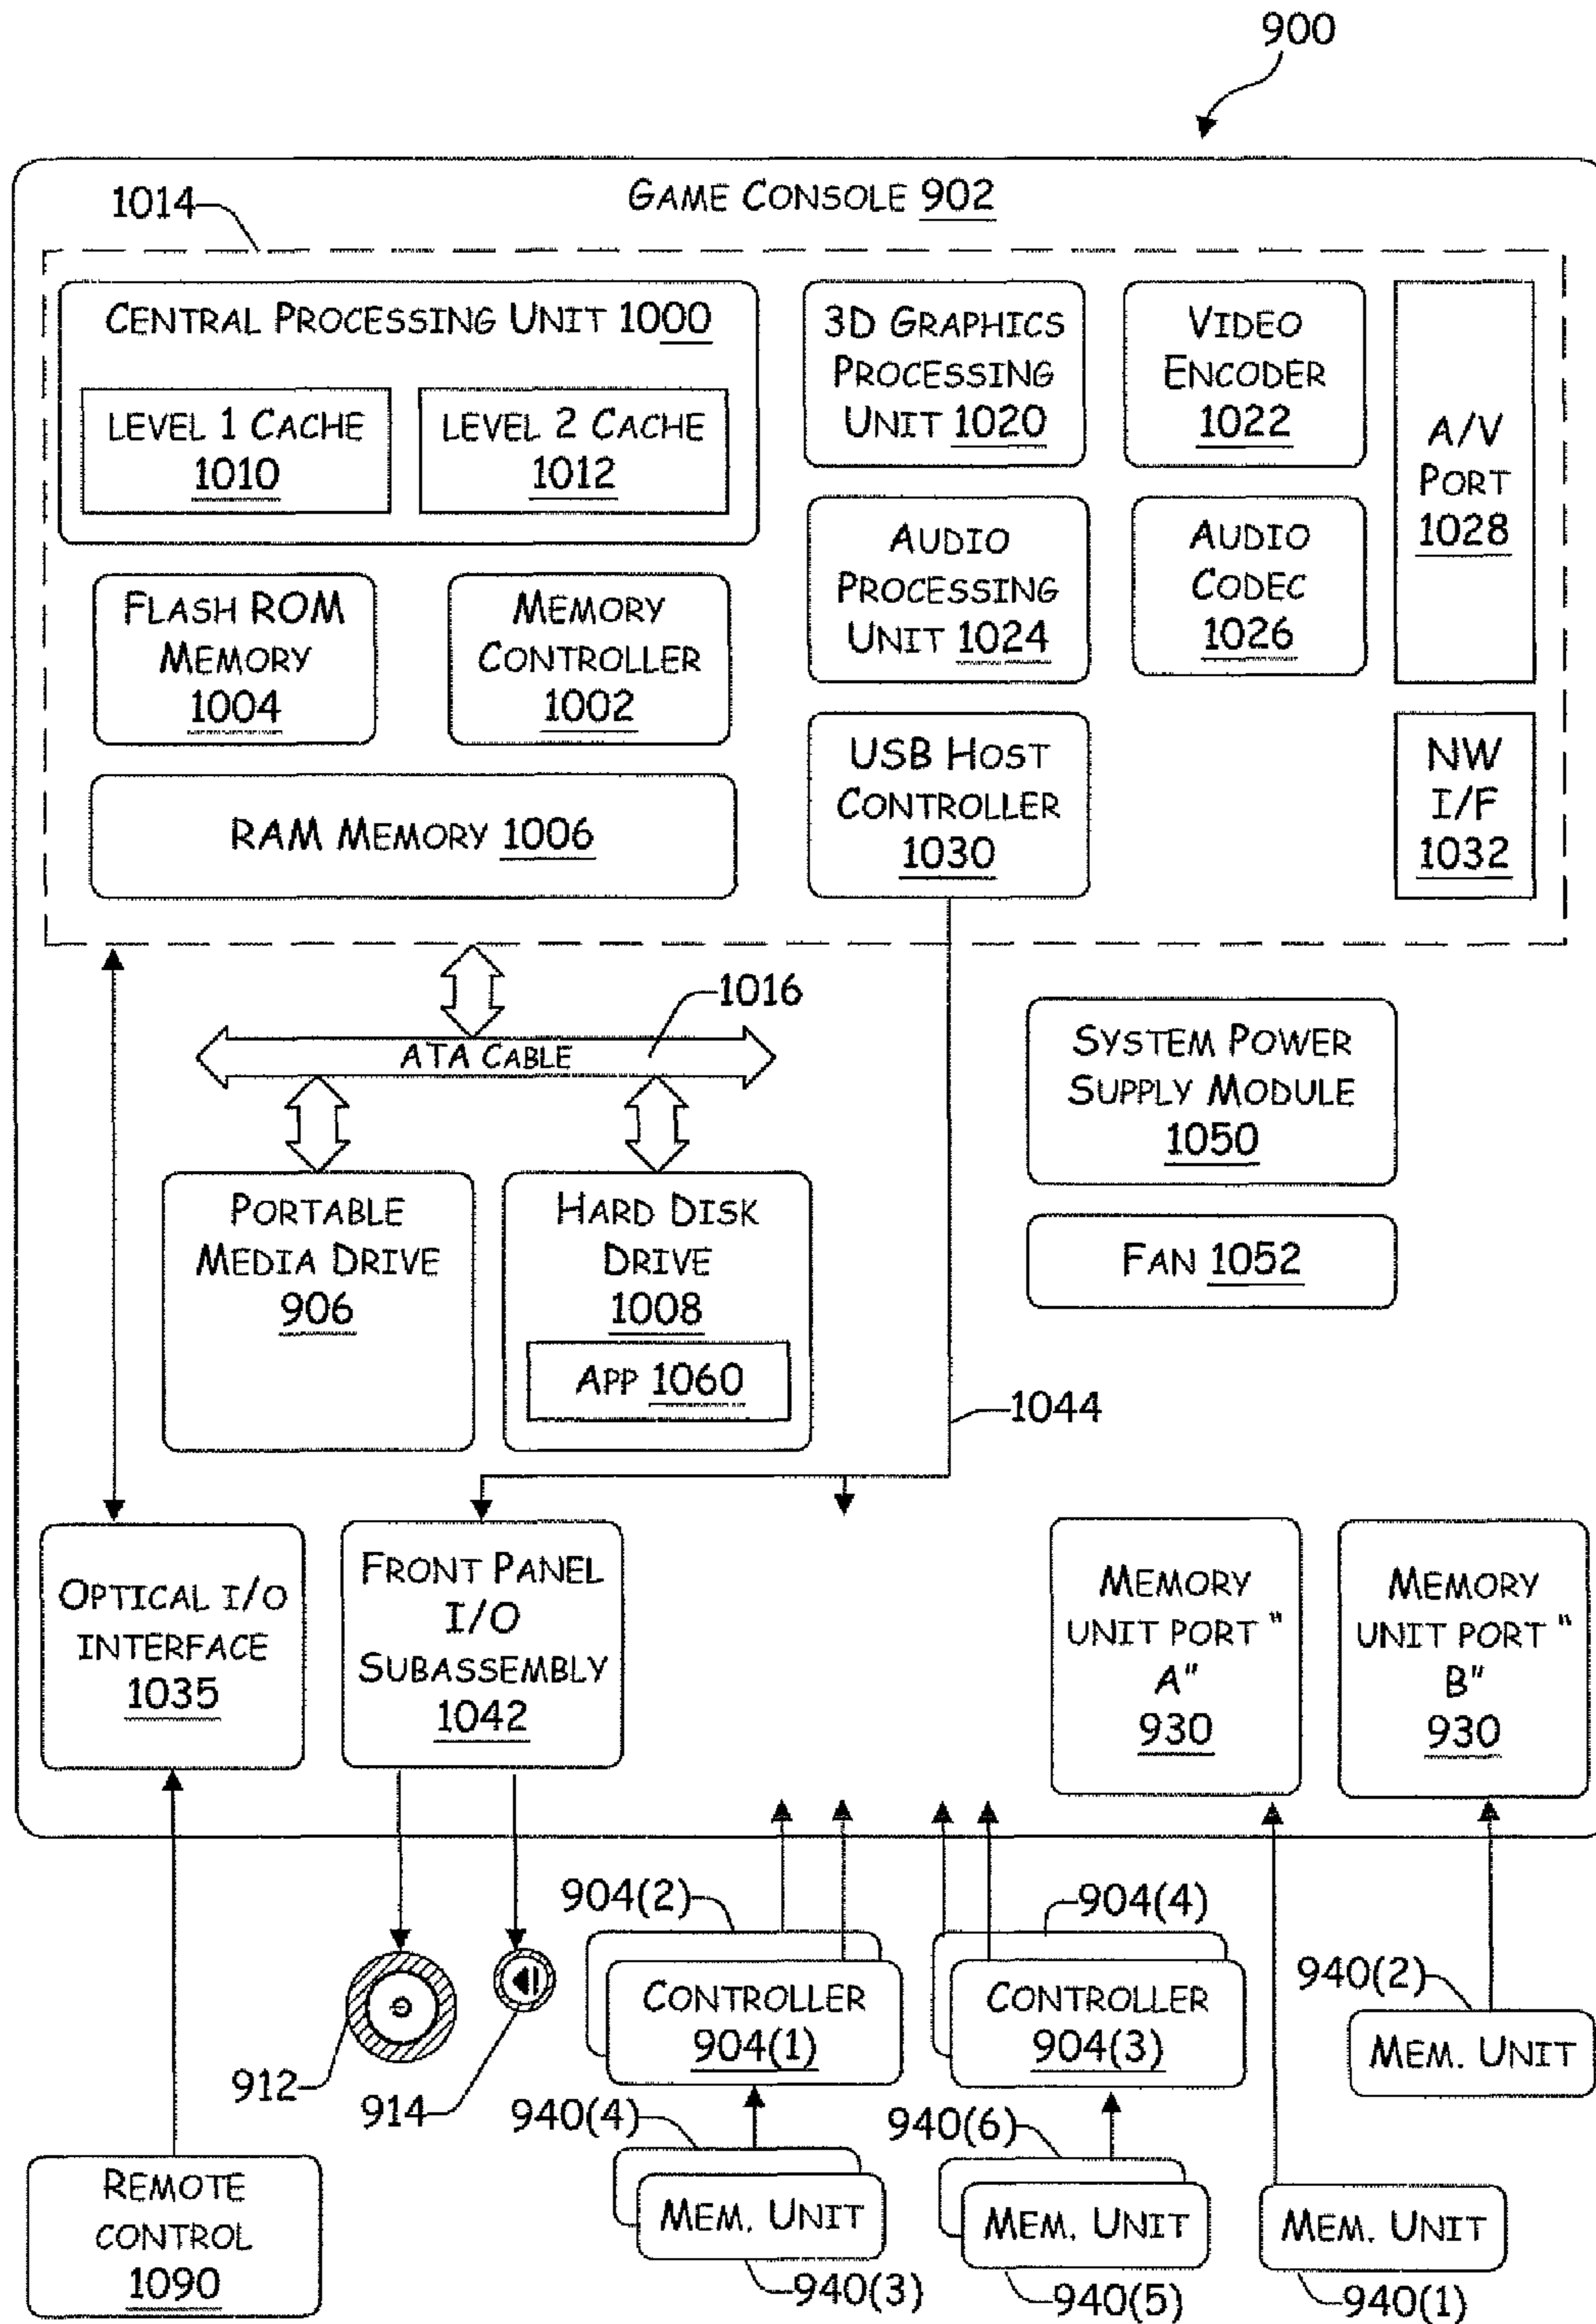 900
GAME CONSOLE 902
1014
CENTRAL PROCESSING UNIT 1000
LEVEL 1 CACHE
1010
LEVEL 2 CACHE
1012
3D GRAPHICS
PROCESSING
UNIT 1020
VIDEO
ENCODER
1022
A/V
PORT
1028
AUDIO
PROCESSING
UNIT 1024
AUDIO
CODEC
1026
FLASH ROM
MEMORY
1004
MEMORY
CONTROLLER
1002
USB HOST
CONTROLLER
1030
NW
I/F
1032
RAM MEMORY 1006
1016
ATA CABLE
SYSTEM POWER
SUPPLY MODULE
1050
PORTABLE
MEDIA DRIVE
906
HARD DISK
DRIVE
1008
APP 1060
FAN 1052
1044
OPTICAL I/O
INTERFACE
1035
FRONT PANEL
I/O
SUBASSEMBLY
1042
MEMORY
UNIT PORT "
A"
930
MEMORY
UNIT PORT "
B"
930
904(2)
904(4)
CONTROLLER
904(1)
CONTROLLER
904(3)
940(2)
MEM. UNIT
912
914
940(4)
940(6)
REMOTE
CONTROL
1090
MEM. UNIT
MEM. UNIT
MEM. UNIT
940(3)
940(5)
940(1)